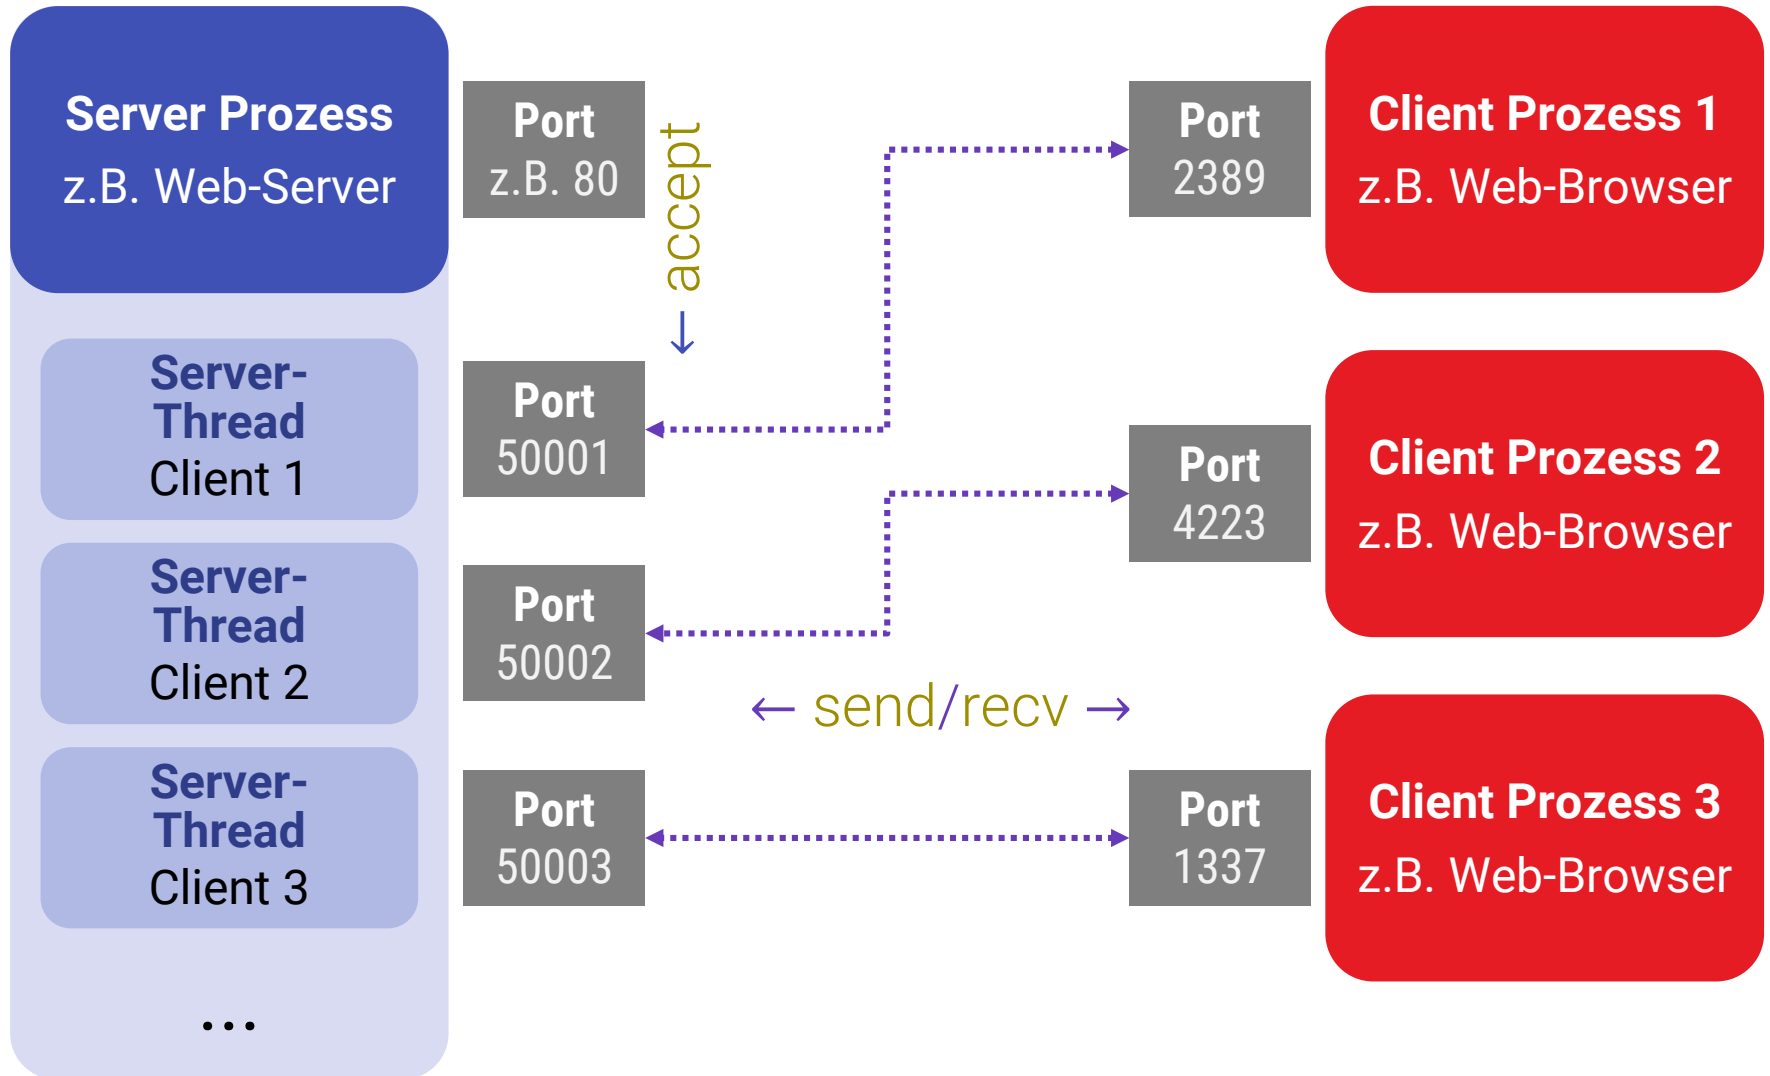 Server Prozess
z.B. Web-Server
Port
z.B. 80
← accept
Port
2389
Client Prozess 1
z.B. Web-Browser
Server-
Thread
Client 1
Port
50001
Port
4223
Client Prozess 2
z.B. Web-Browser
Server-
Thread
Client 2
Port
50002
← send/recv →
Server-
Thread
Client 3
Port
50003
Port
1337
Client Prozess 3
z.B. Web-Browser
...